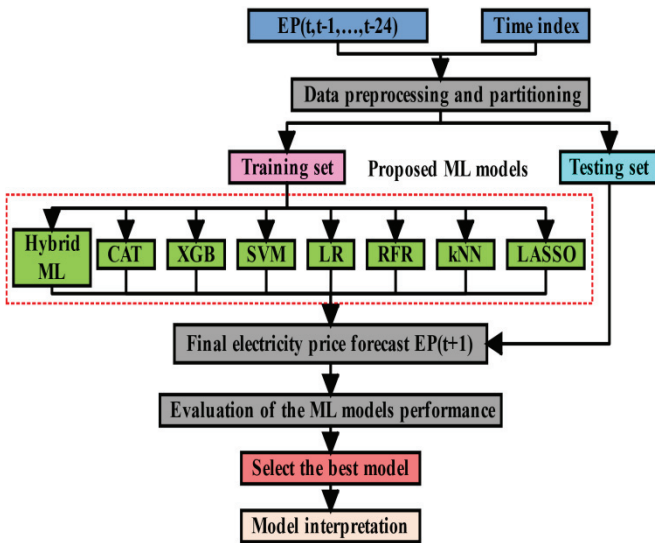 EP(t,t-1,...,t-24)
Time index
Data preprocessing and partitioning
Training set
Proposed ML models
Testing set
Hybrid
ML
CAT
XGB
SVM
LR
RFR
kNN
LASSO
Final electricity price forecast EP(t+1)
Evaluation of the ML models performance
Select the best model
Model interpretation